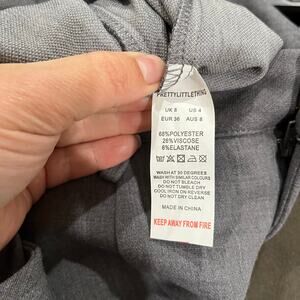 PRETTYLITTLETHING
UK 8 US 4
EUR 36 AUS 8
68%POLYESTER
26%VISCOSE
6%ELASTANE
WASH AT 30 DEGREES
WASH WITH SIMILAR COLOURS
DO NOT BLEACH
DO NOT TUMBLE DRY
COOL IRON ON REVERSE
DO NOT DRY CLEAN
MADE IN CHINA
KEEP AWAY FROM FIRE